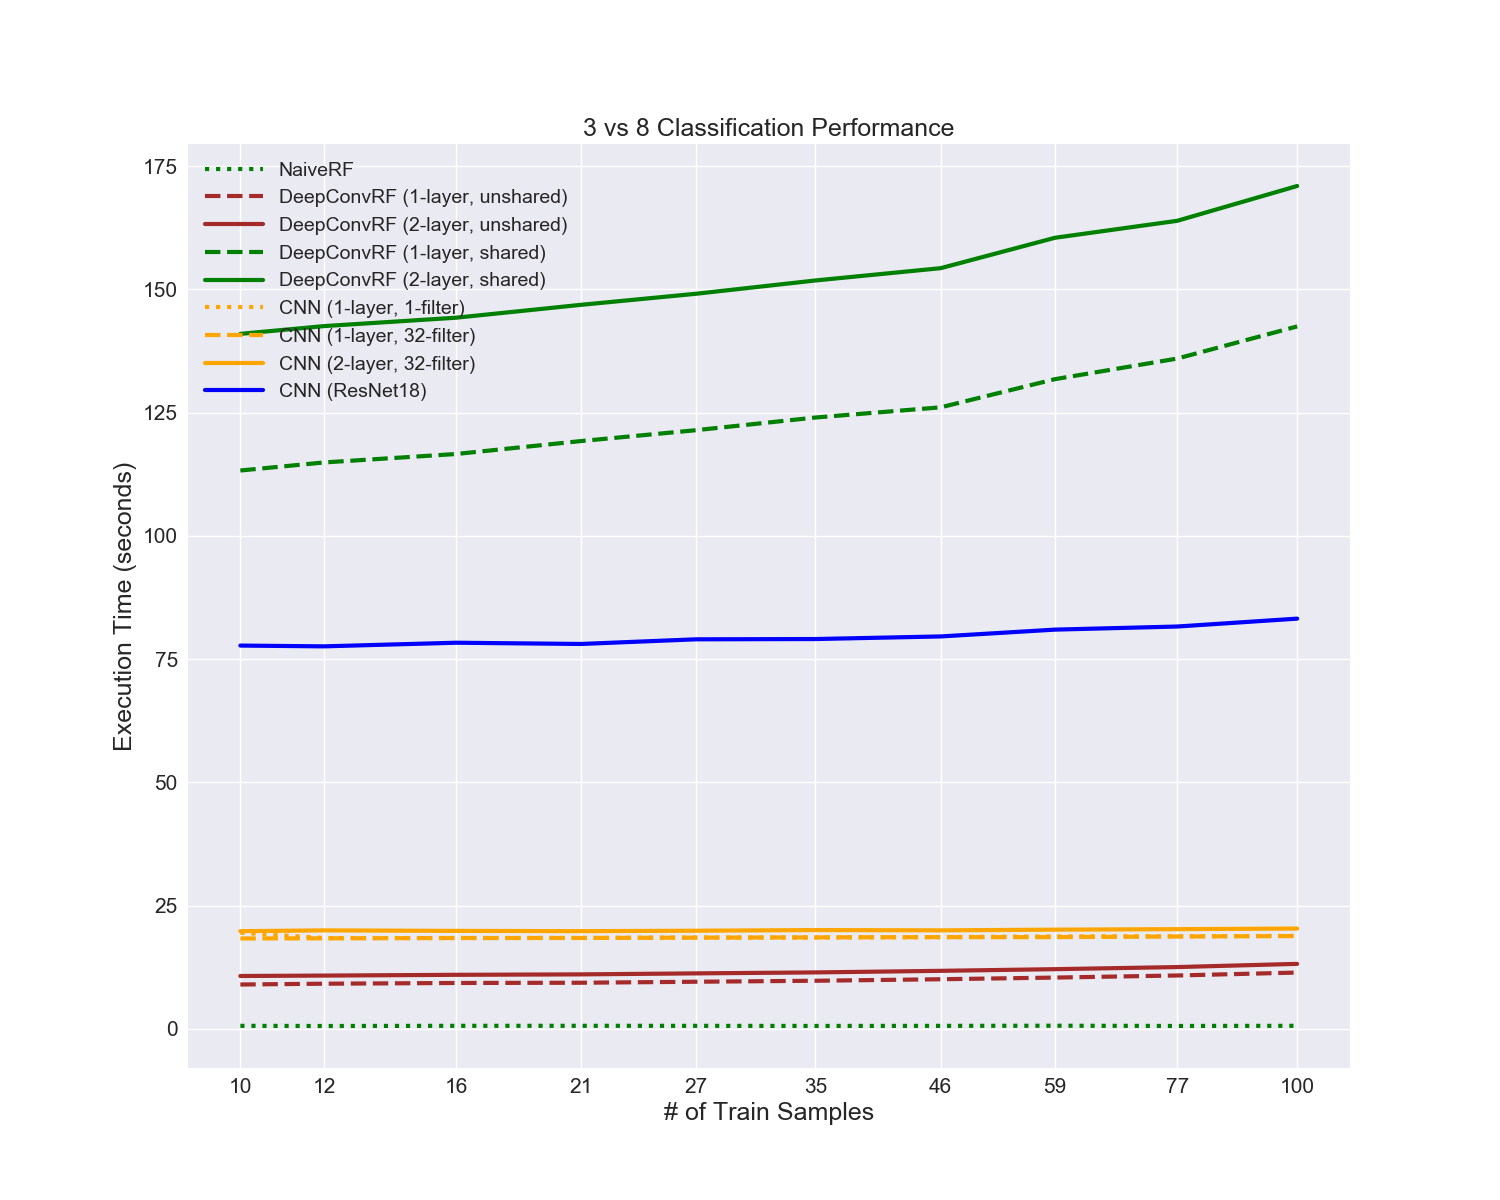 3 vs 8 Classification Performance
175
150
125
100
75
50
25
0
Execution Time (seconds)
NaiveRF
DeepConvRF (1-layer, unshared)
DeepConvRF (2-layer, unshared)
DeepConvRF (1-layer, shared)
DeepConvRF (2-layer, shared)
CNN (1-layer, 1-filter)
CNN (1-layer, 32-filter)
CNN (2-layer, 32-filter)
CNN (ResNet18)
10 12 16 21 27 35 46 59 77 100
# of Train Samples